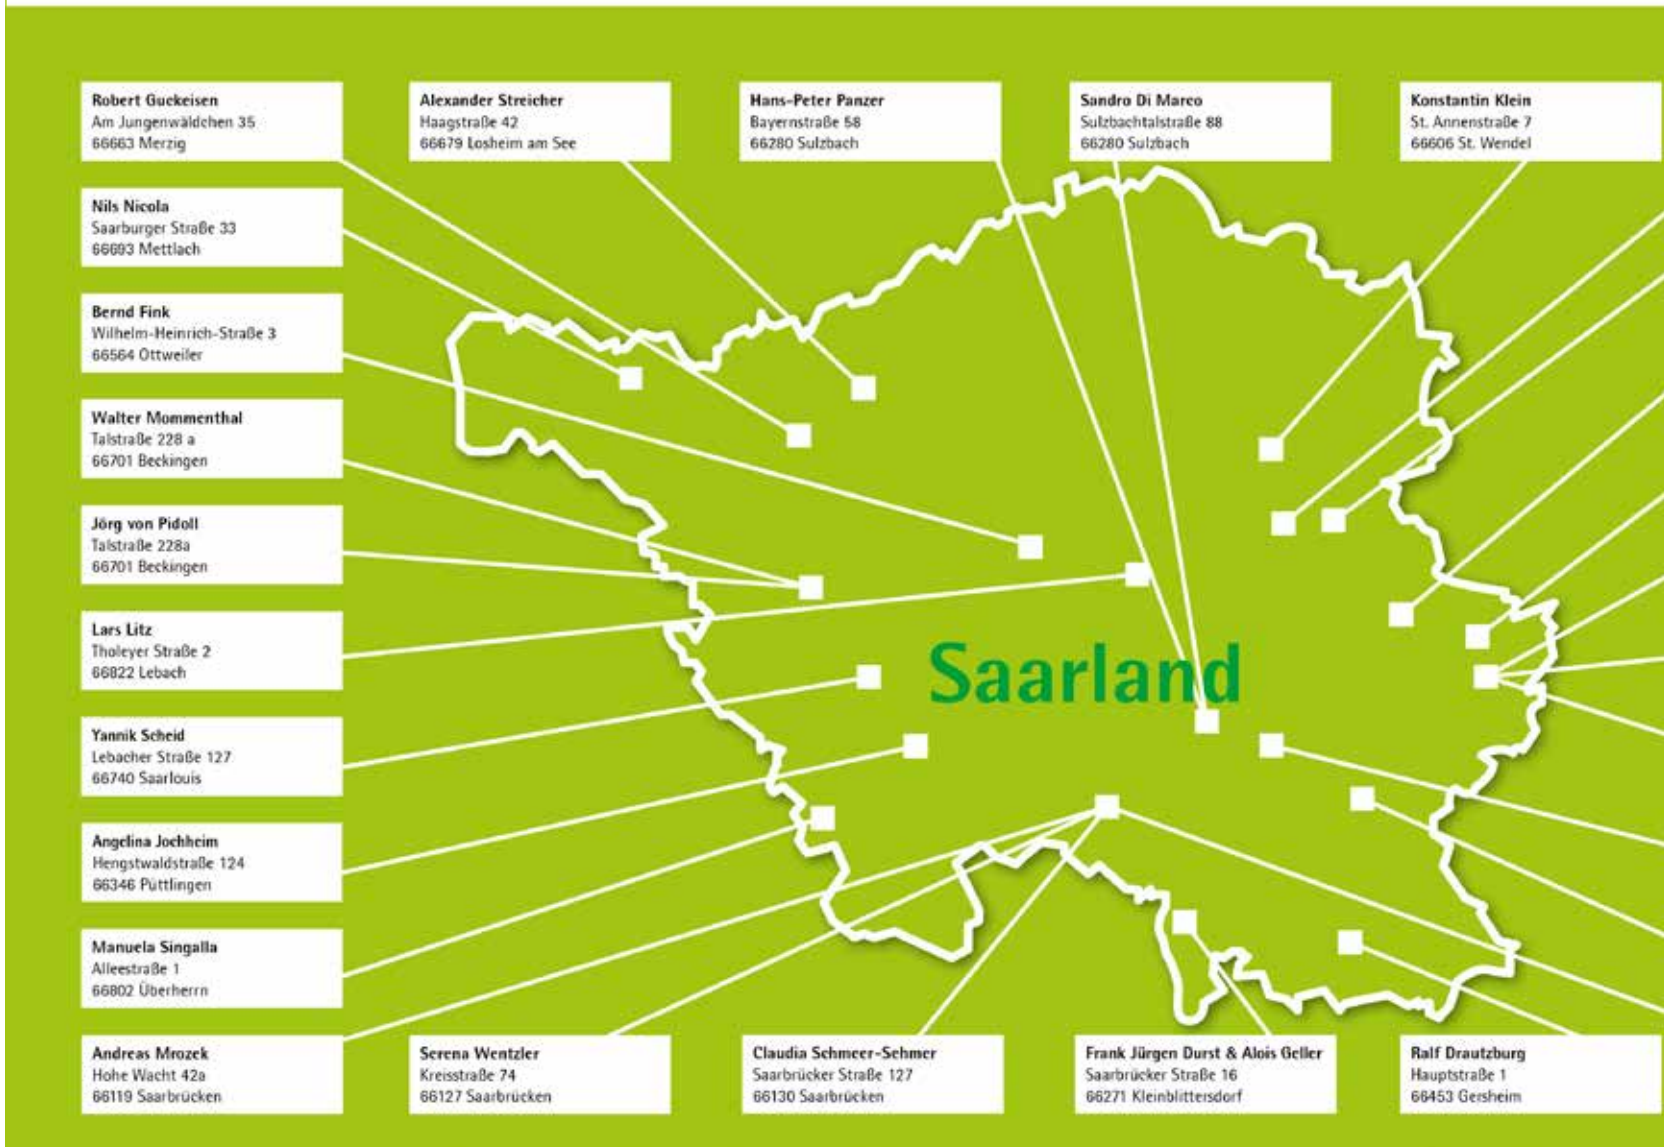 Robert Guckeisen
Am Jungenwäldchen 35
66663 Merzig
Alexander Streicher
Haagstraße 42
66679 Losheim am See
Hans-Peter Panzer
Bayernstraße 58
66280 Sulzbach
Sandro Di Marco
Sulzbachtalstraße 88
66280 Sulzbach
Konstantin Klein
St. Annenstraße 7
66606 St. Wendel
Nils Nicola
Saarburger Straße 33
66693 Mettlach
Bernd Fink
Wilhelm-Heinrich-Straße 3
66564 Ottweiler
Walter Mommenthal
Talstraße 228 a
66701 Beckingen
Jörg von Pidoll
Talstraße 228a
66701 Beckingen
Lars Litz
Tholeyer Straße 2
66822 Lebach
Saarland
Yannik Scheid
Lebacher Straße 127
66740 Saarlouis
Angelina Jochheim
Hengstwaldstraße 124
66346 Püttlingen
Manuela Singalla
Alleestraße 1
66802 Überherrn
Andreas Mrozek
Hohe Wacht 42a
66119 Saarbrücken
Serena Wentzler
Kreisstraße 74
66127 Saarbrücken
Claudia Schmeer-Sehmer
Saarbrücker Straße 127
66130 Saarbrücken
Frank Jürgen Durst & Alois Geller
Saarbrücker Straße 16
66271 Kleinblittersdorf
Ralf Drautzburg
Hauptstraße 1
66453 Gersheim